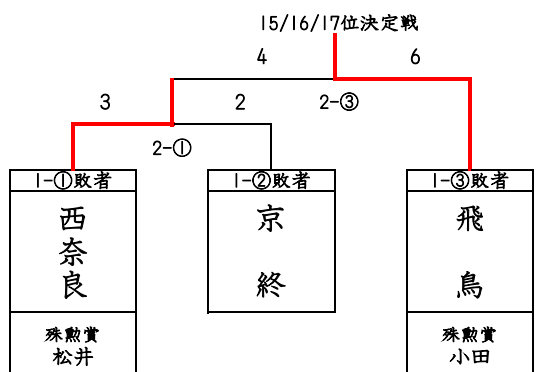 15/16/17位決定戦
4 6
3 2 2-③
2-①
1-①敗者 1-②敗者 1-③敗者
西奈良 京終 飛鳥
殊勲賞 殊勲賞
松井 小田